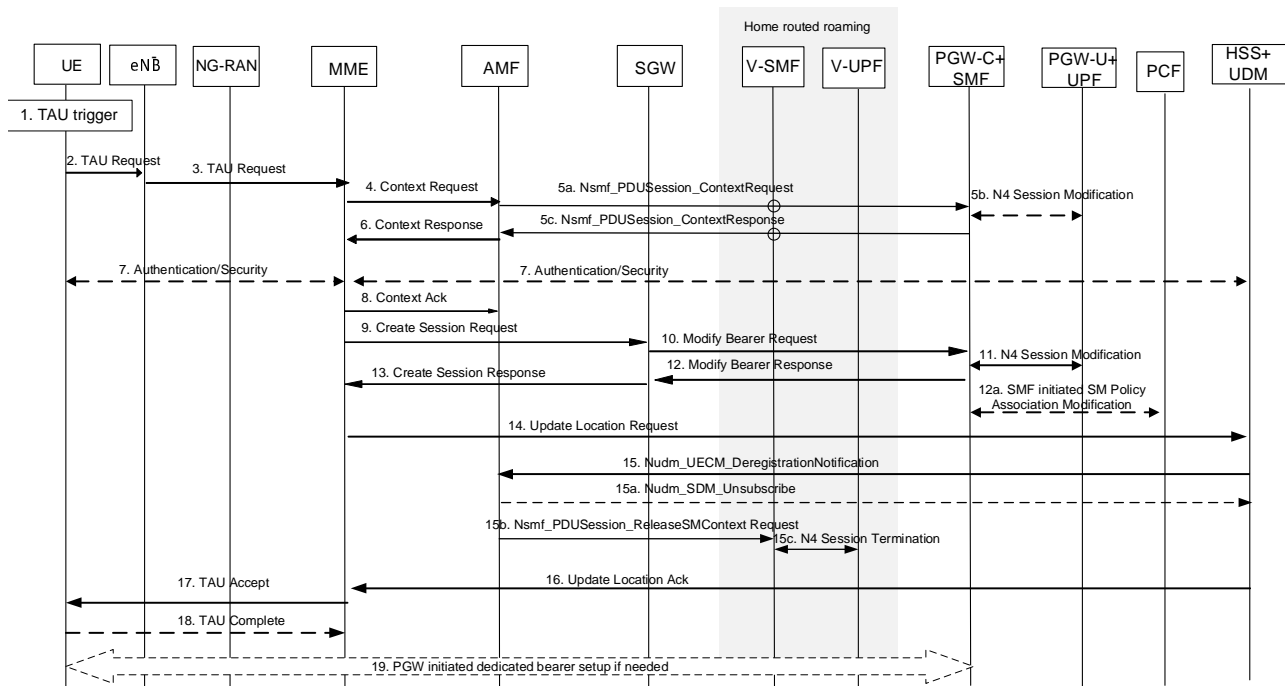 Home routed roaming
UE
eNB
NG-RAN
MME
AMF
SGW
V-SMF
V-UPF
PGW-C+
SMF
PGW-U+
UPF
PCF
HSS+
UDM
1. TAU trigger
2. TAU Request
3. TAU Request
4. Context Request
5a. Nsmf_PDUSession_ContextRequest
5b. N4 Session Modification
5c. Nsmf_PDUSession_ContextResponse
6. Context Response
7. Authentication/Security
7. Authentication/Security
8. Context Ack
9. Create Session Request
10. Modify Bearer Request
11. N4 Session Modification
12. Modify Bearer Response
13. Create Session Response
12a. SMF initiated SM Policy
Association Modification
14. Update Location Request
15. Nudm_UECM_DeregistrationNotification
15a. Nudm_SDM_Unsubscribe
15b. Nsmf_PDUSession_ReleaseSMContext Request
15c. N4 Session Termination
16. Update Location Ack
17. TAU Accept
18. TAU Complete
19. PGW initiated dedicated bearer setup if needed